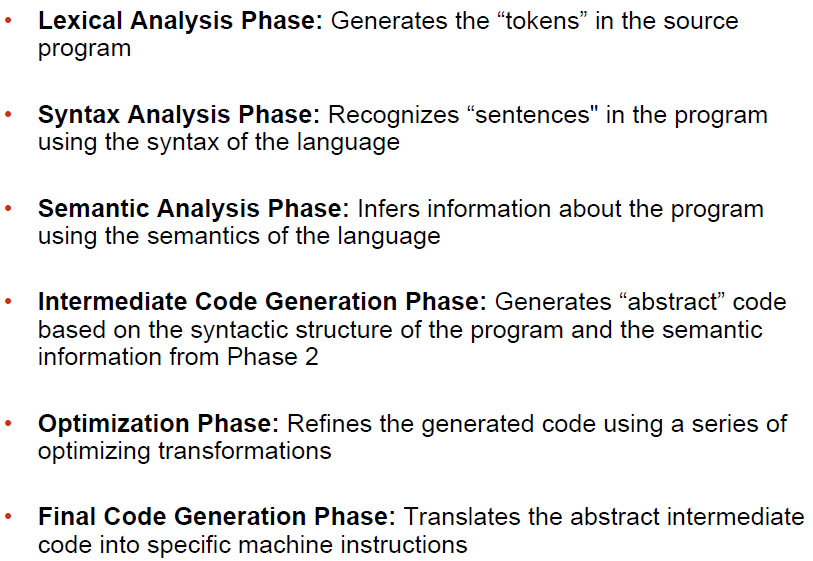 • Lexical Analysis Phase: Generates the “tokens” in the source
program
• Syntax Analysis Phase: Recognizes “sentences" in the program
using the syntax of the language
• Semantic Analysis Phase: Infers information about the program
using the semantics of the language
• Intermediate Code Generation Phase: Generates “abstract” code
based on the syntactic structure of the program and the semantic
information from Phase 2
• Optimization Phase: Refines the generated code using a series of
optimizing transformations
• Final Code Generation Phase: Translates the abstract intermediate
code into specific machine instructions